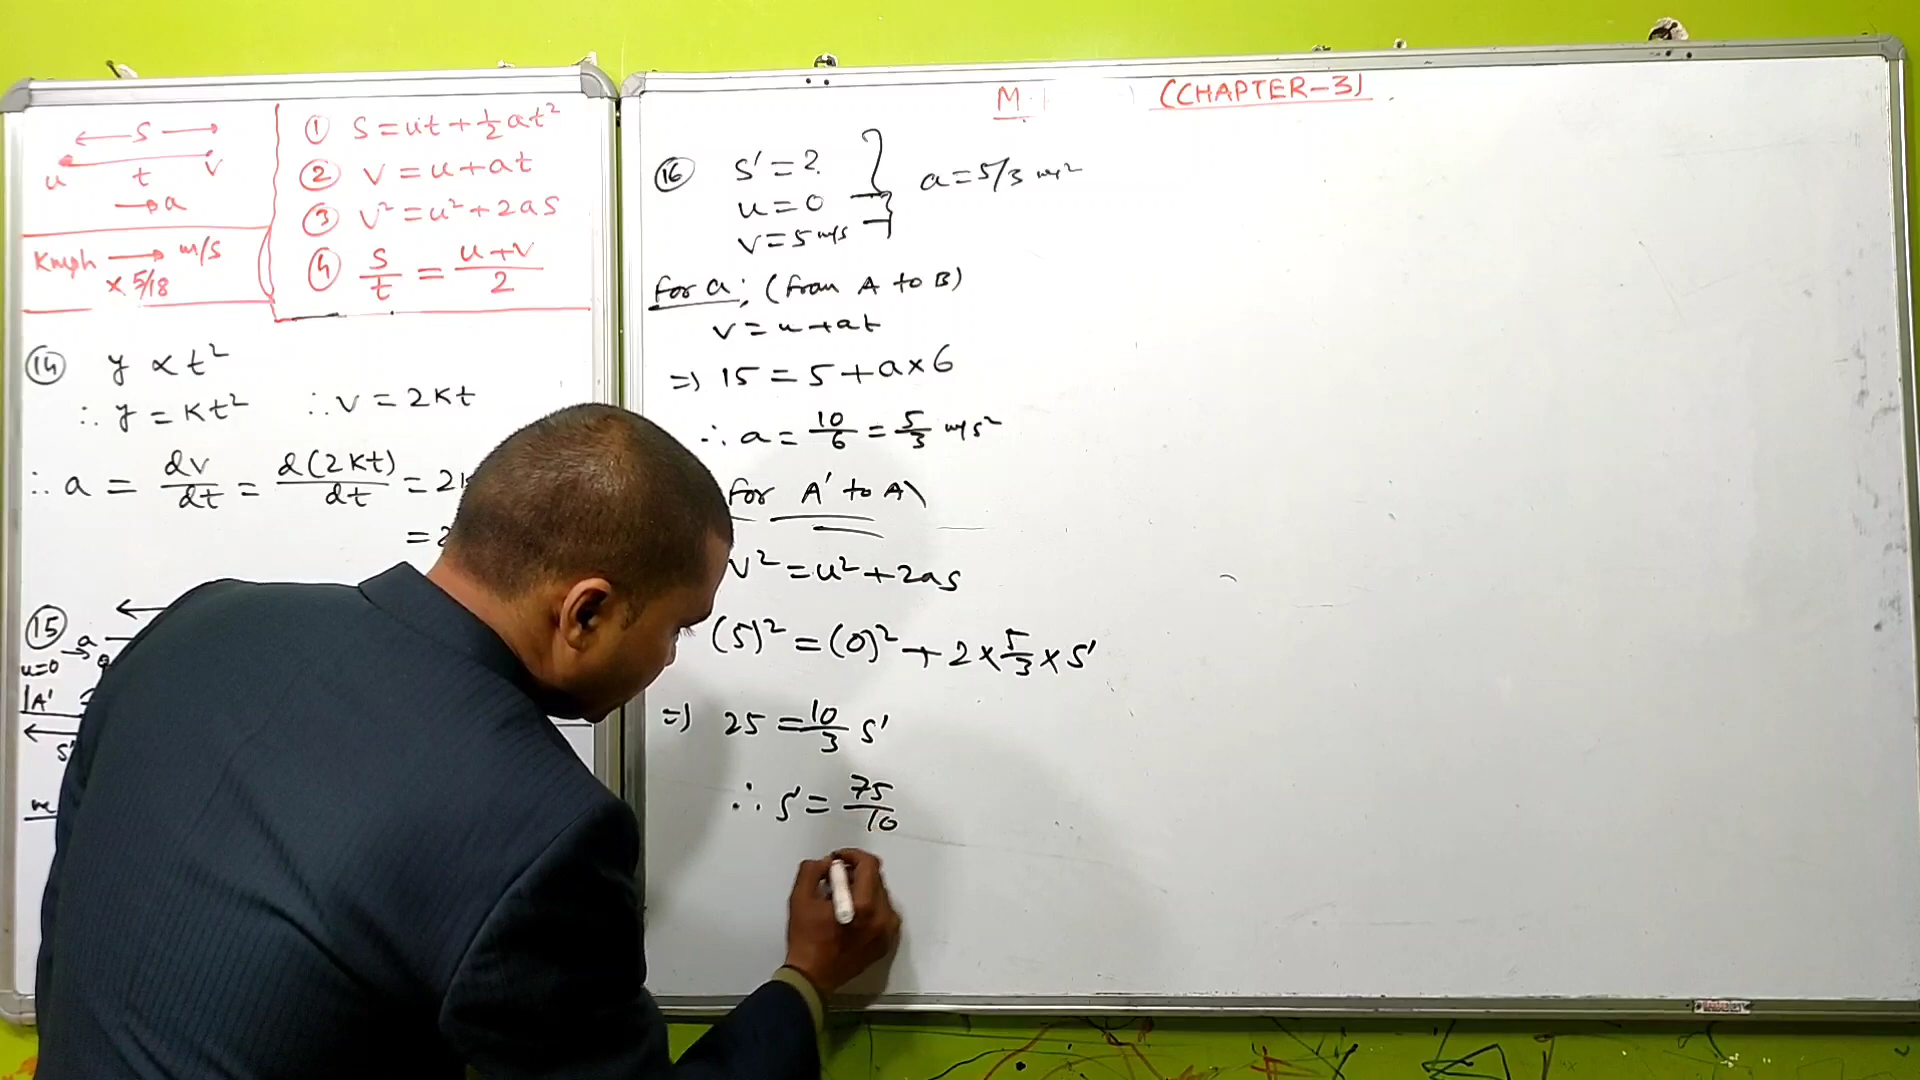 S
u t v
→a
Kmph → m/s
× 5/18
① S = ut + ½at²
② v = u + at
③ v² = u² + 2as
④ S/t = (u+v)/2
⑭ y ∝ t²
∴ y = Kt² ∴ v = 2Kt
∴ a = dv/dt = d(2Kt)/dt = 2
=
⑮ a
u=0
A'
S'
M. (CHAPTER-3)
⑯ S' = ?
u = 0
v = 5 m/s
a = 5/3 m/s²
for a; (from A to B)
v = u + at
⇒ 15 = 5 + a × 6
∴ a = 10/6 = 5/3 m/s²
for A' to A
v² = u² + 2as
(5)² = (0)² + 2 × 5/3 × S'
⇒ 25 = 10/3 S'
∴ S' = 75/10